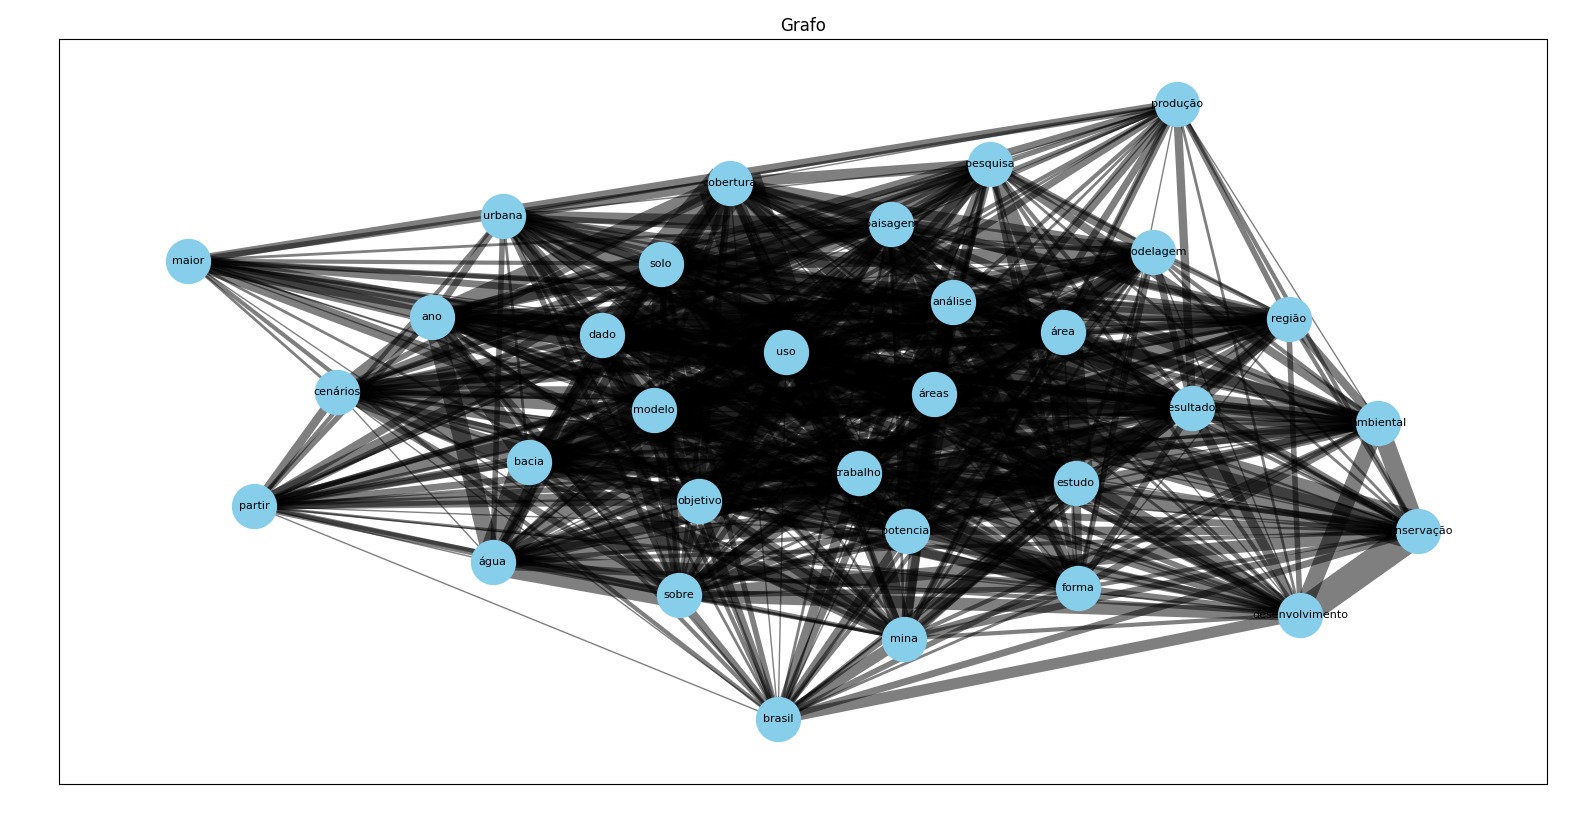 Grafo
produção
pesquisa
cobertura
urbana
paisagem
modelagem
maior
solo
análise
ano
região
área
dado
uso
cenários
áreas
resultados
modelo
ambiental
bacia
trabalho
estudo
objetivo
partir
potencial
conservação
água
forma
sobre
desenvolvimento
mina
brasil